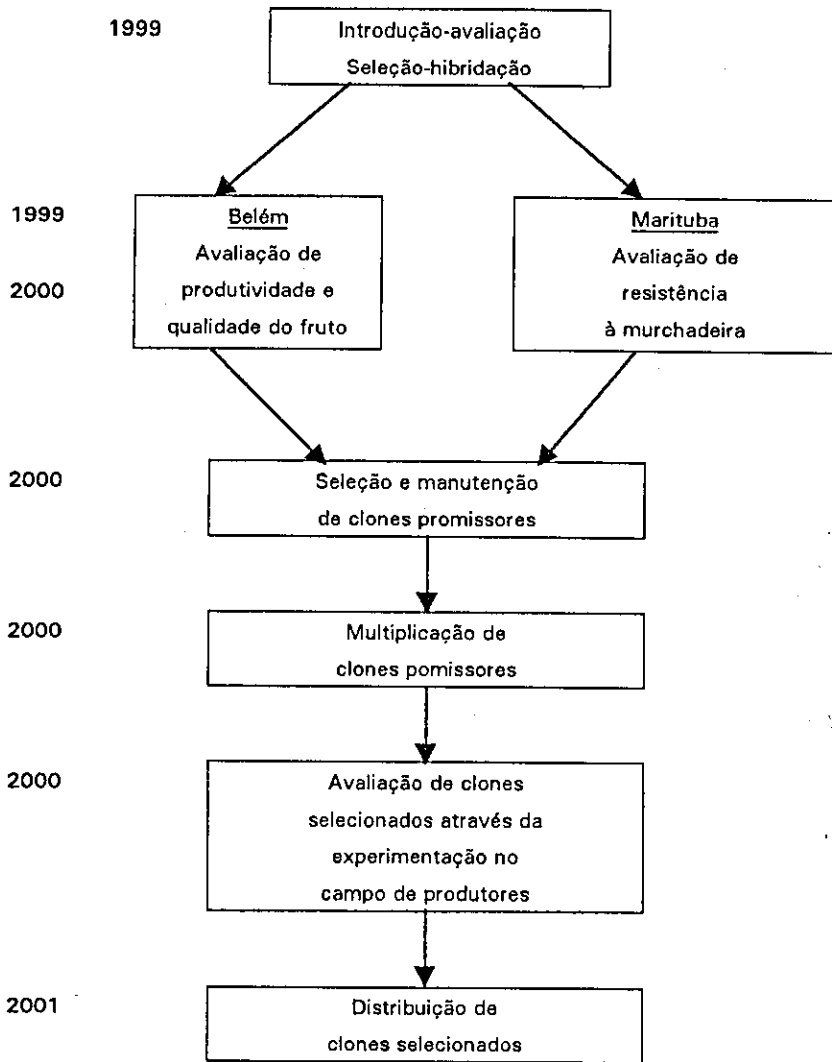 1999
Introdução-avaliação
Seleção-hibridação
1999
2000
Belém
Avaliação de
produtividade e
qualidade do fruto
Marituba
Avaliação de
resistência
à murchadeira
2000
Seleção e manutenção
de clones promissores
2000
Multiplicação de
clones pomissores
2000
Avaliação de clones
selecionados através da
experimentação no
campo de produtores
2001
Distribuição de
clones selecionados